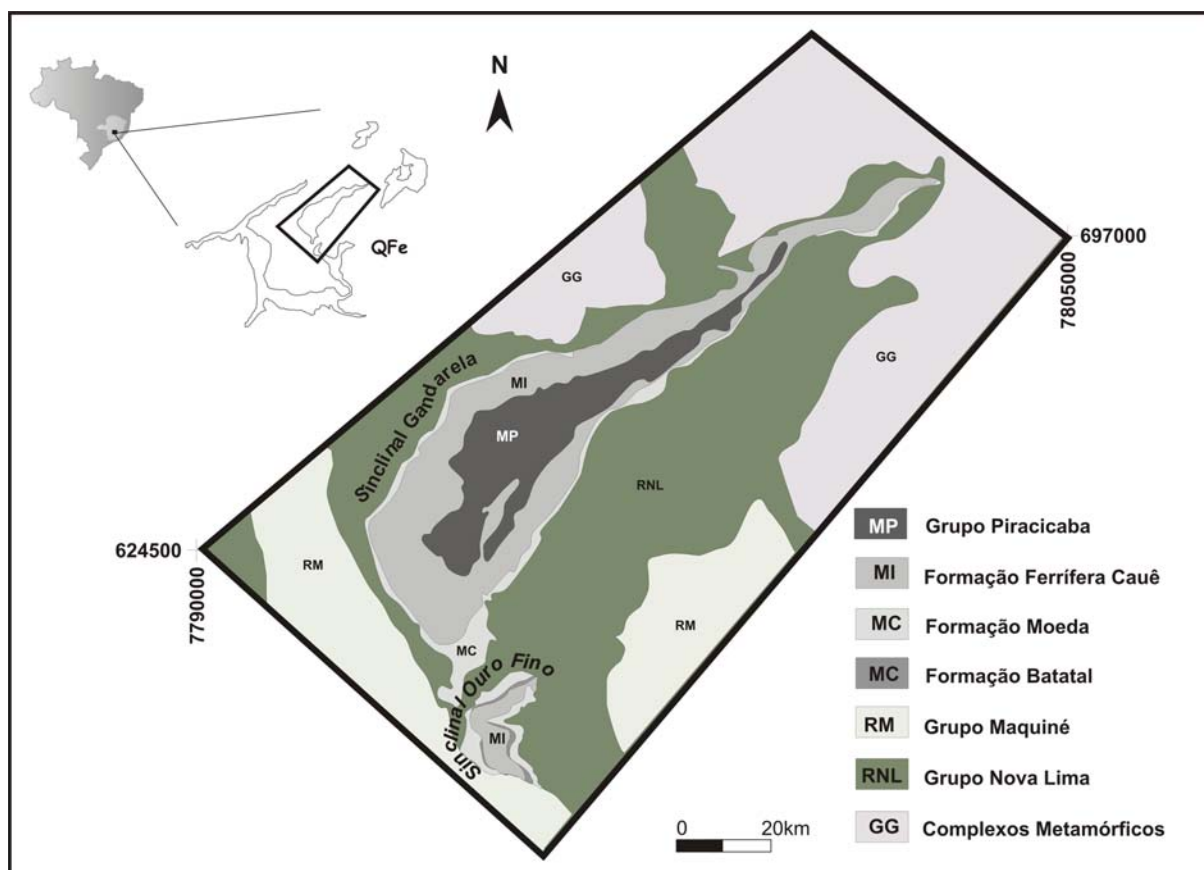 N
QFe
697000
7805000
GG
GG
Sinclinal Gandarela
MI
MP
RNL
624500
7790000
RM
RM
MC
Sinclinal Ouro Fino
MI
MP Grupo Piracicaba
MI Formação Ferrífera Cauê
MC Formação Moeda
MC Formação Batatal
RM Grupo Maquiné
RNL Grupo Nova Lima
GG Complexos Metamórficos
0 20km